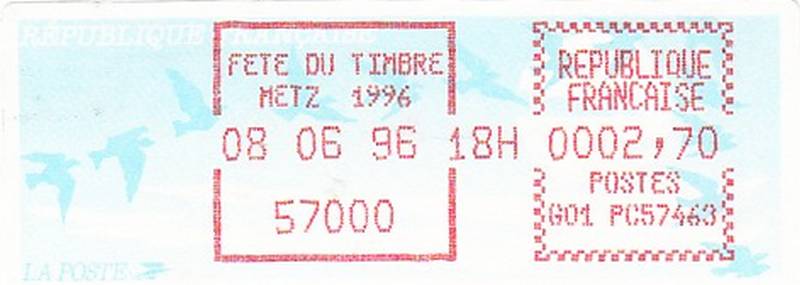 RÉPUBLIQUE FRANÇAISE
FETE DU TIMBRE
METZ 1996
REPUBLIQUE
FRANCAISE
08 06 96 18H 0002,70
57000
POSTES
G01 PC57463
LA POSTE